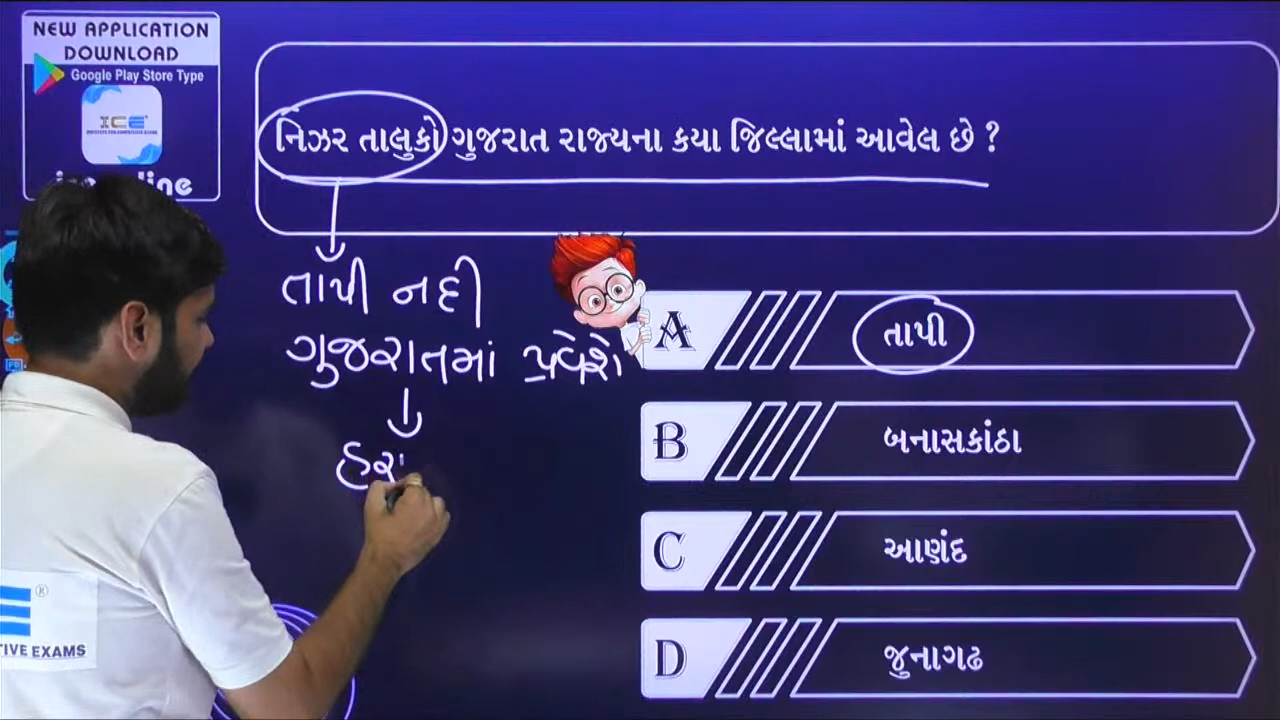 NEW APPLICATION
DOWNLOAD
Google Play Store Type
ICE
નિઝર તાલુકો ગુજરાત રાજ્યના કયા જિલ્લામાં આવેલ છે ?
તાપી નદી
ગુજરાતમાં પ્રવેશે
હર
A તાપી
B બનાસકાંઠા
C આણંદ
D જુનાગઢ
TIVE EXAMS